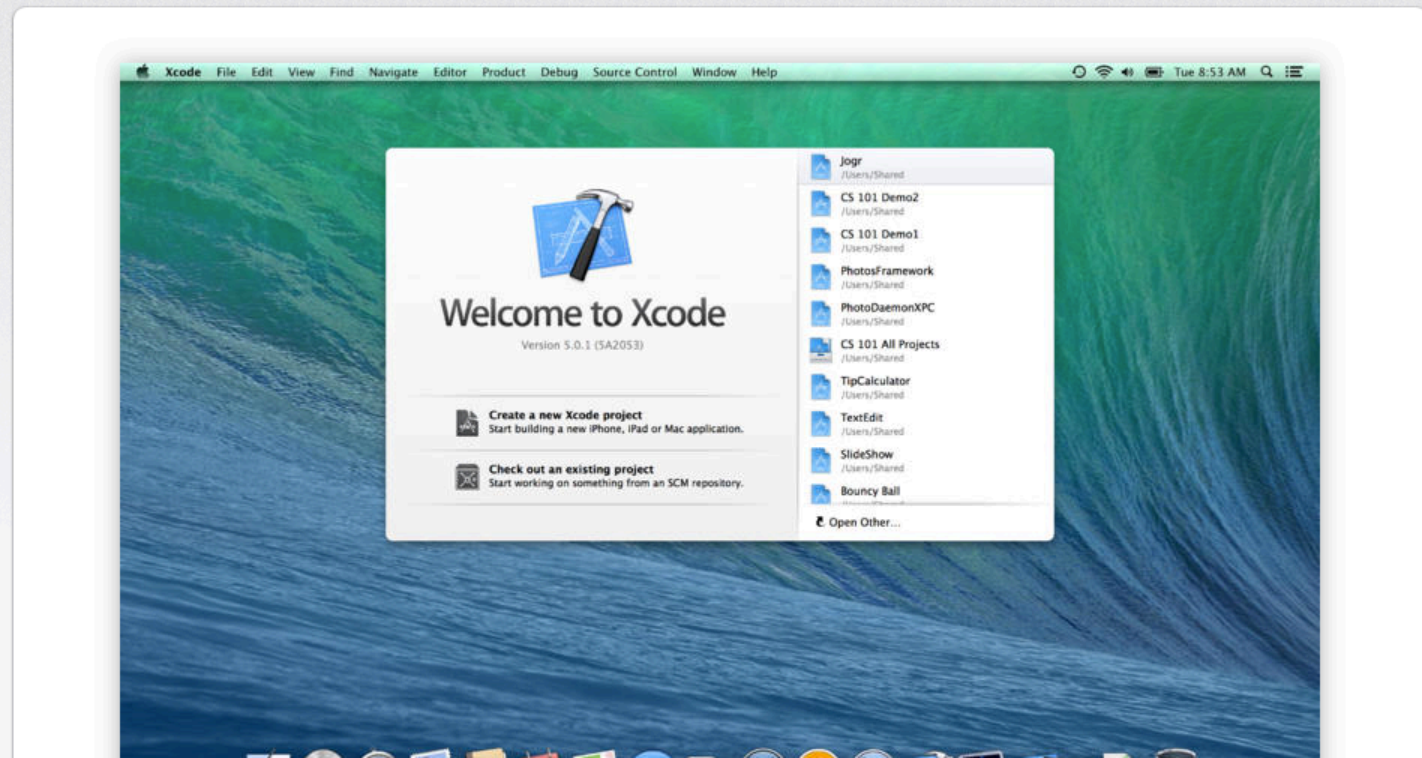 Xcode File Edit View Find Navigate Editor Product Debug Source Control Window Help Tue 8:53 AM
Welcome to Xcode
Version 5.0.1 (5A2053)
Create a new Xcode project
Start building a new iPhone, iPad or Mac application.
Check out an existing project
Start working on something from an SCM repository.
Jogr
/Users/Shared
CS 101 Demo2
/Users/Shared
CS 101 Demo1
/Users/Shared
PhotosFramework
/Users/Shared
PhotoDaemonXPC
/Users/Shared
CS 101 All Projects
/Users/Shared
TipCalculator
/Users/Shared
TextEdit
/Users/Shared
SlideShow
/Users/Shared
Bouncy Ball
Open Other...